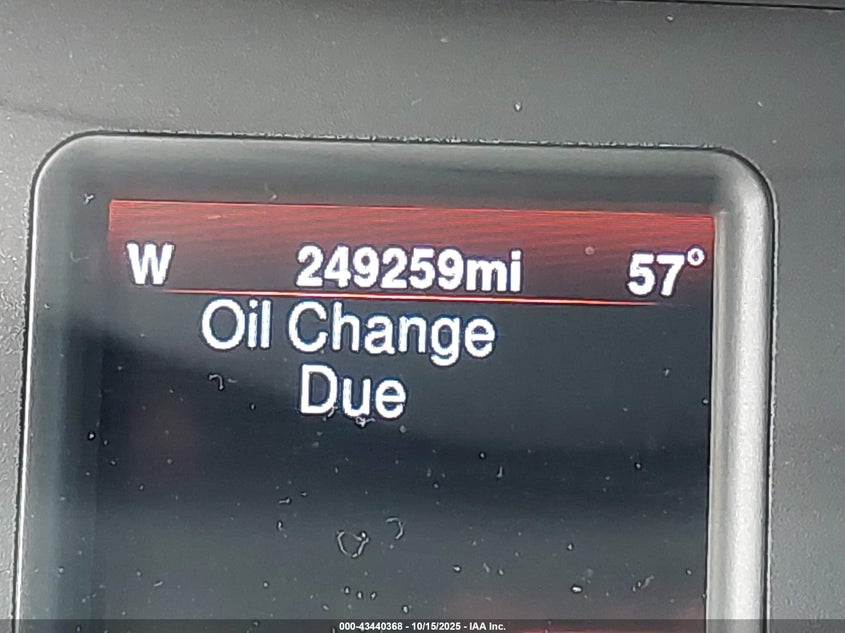 W 249259mi 57°
Oil Change
Due
000-43440368 - 10/15/2025 - IAA Inc.